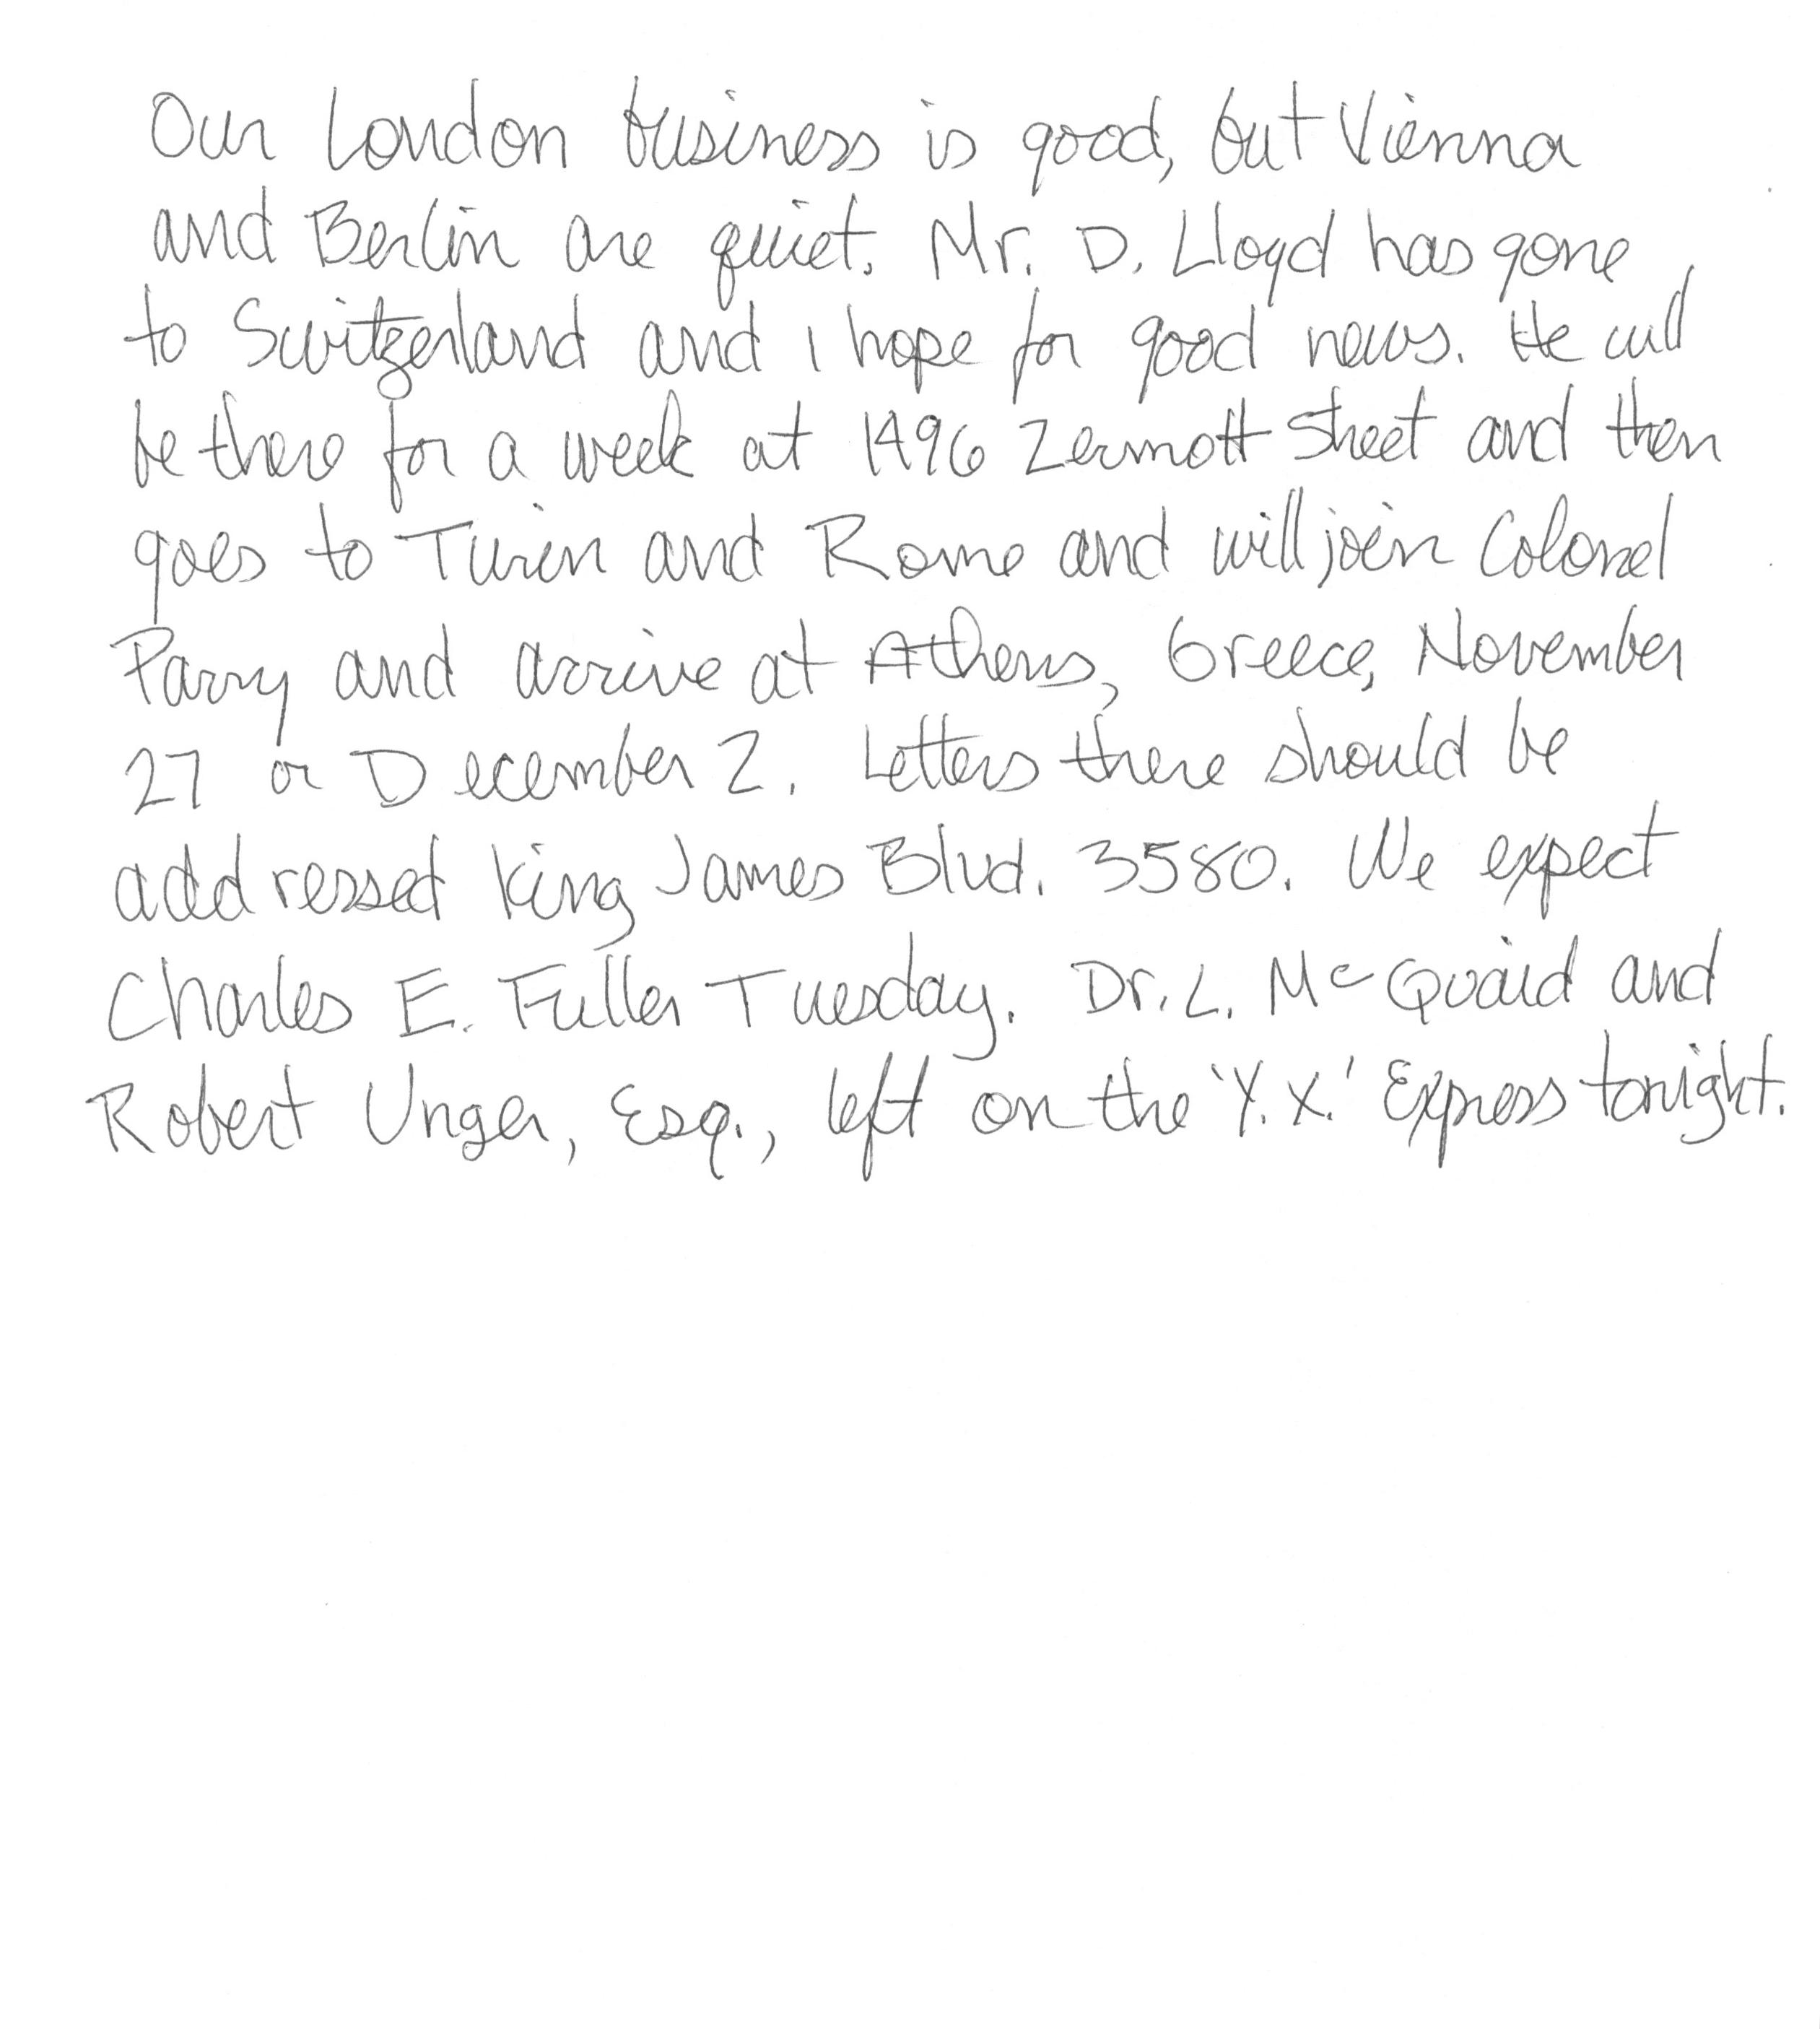 Our London business is good, but Vienna
and Berlin are quiet. Mr. D. Lloyd has gone
to Switzerland and I hope for good news. He will
be there for a week at 1496 Zermott Street and then
goes to Turin and Rome and will join Colonel
Parry and arrive at Athens, Greece, November
27 or December 2. Letters there should be
addressed King James Blvd. 3580. We expect
Charles E. Fuller Tuesday. Dr. L. McQuaid and
Robert Unger, Esq., left on the 'Y.X.' Express tonight.